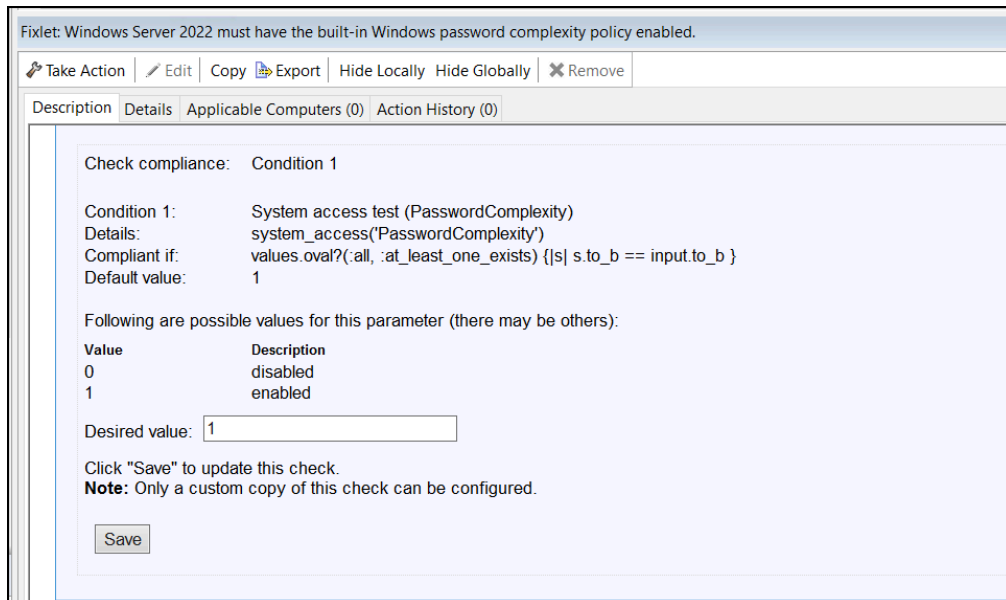 Fixlet: Windows Server 2022 must have the built-in Windows password complexity policy enabled.
Take Action Edit Copy Export Hide Locally Hide Globally Remove
Description Details Applicable Computers (0) Action History (0)
Check compliance: Condition 1
Condition 1: System access test (PasswordComplexity)
Details: system_access('PasswordComplexity')
Compliant if: values.oval?(:all, :at_least_one_exists) {|s| s.to_b == input.to_b }
Default value: 1
Following are possible values for this parameter (there may be others):
Value Description
0 disabled
1 enabled
Desired value: 1
Click "Save" to update this check.
Note: Only a custom copy of this check can be configured.
Save